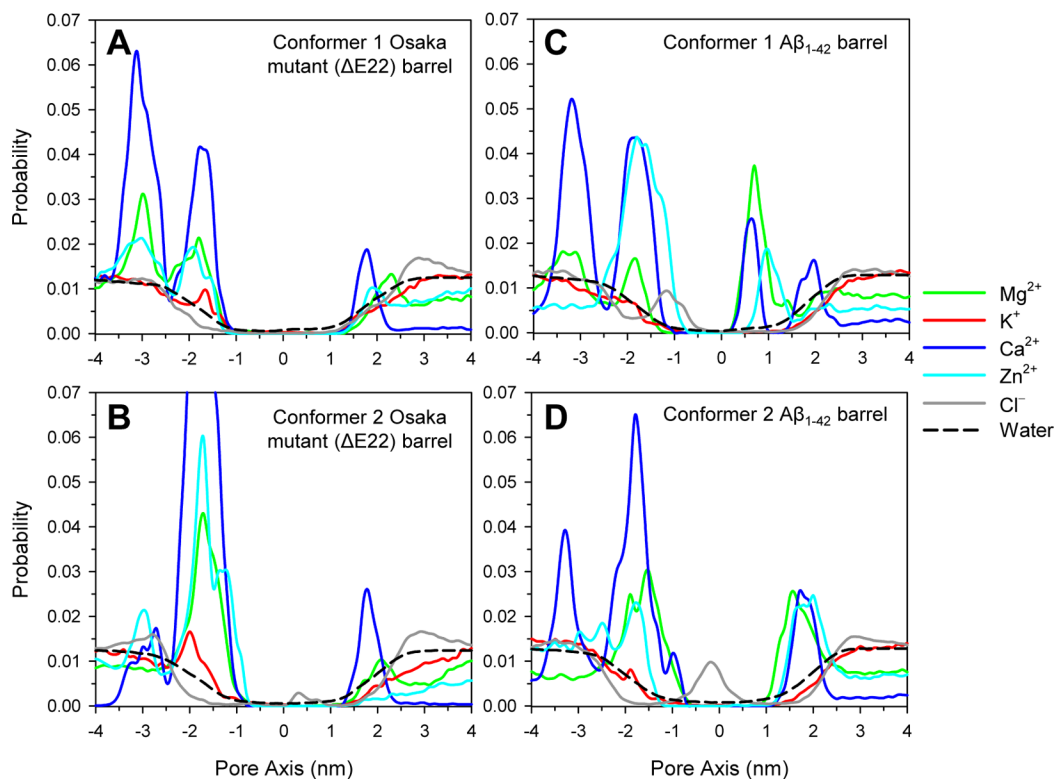 A
Conformer 1 Osaka
mutant (ΔE22) barrel
0.07
0.06
0.05
0.04
0.03
0.02
0.01
0.00
Probability
-4 -3 -2 -1 0 1 2 3 4
C
Conformer 1 Aβ₁₋₄₂ barrel
0.07
0.06
0.05
0.04
0.03
0.02
0.01
0.00
-4 -3 -2 -1 0 1 2 3 4
B
Conformer 2 Osaka
mutant (ΔE22) barrel
0.07
0.06
0.05
0.04
0.03
0.02
0.01
0.00
Probability
-4 -3 -2 -1 0 1 2 3 4
Pore Axis (nm)
D
Conformer 2 Aβ₁₋₄₂ barrel
0.07
0.06
0.05
0.04
0.03
0.02
0.01
0.00
-4 -3 -2 -1 0 1 2 3 4
Pore Axis (nm)
Mg²⁺
K⁺
Ca²⁺
Zn²⁺
Cl⁻
Water